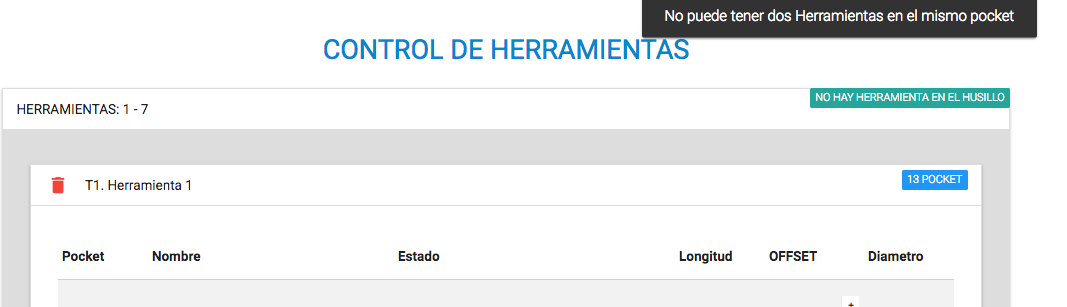 No puede tener dos Herramientas en el mismo pocket
CONTROL DE HERRAMIENTAS
NO HAY HERRAMIENTA EN EL HUSILLO
HERRAMIENTAS: 1 - 7
T1. Herramienta 1
13 POCKET
Pocket Nombre Estado Longitud OFFSET Diametro
+